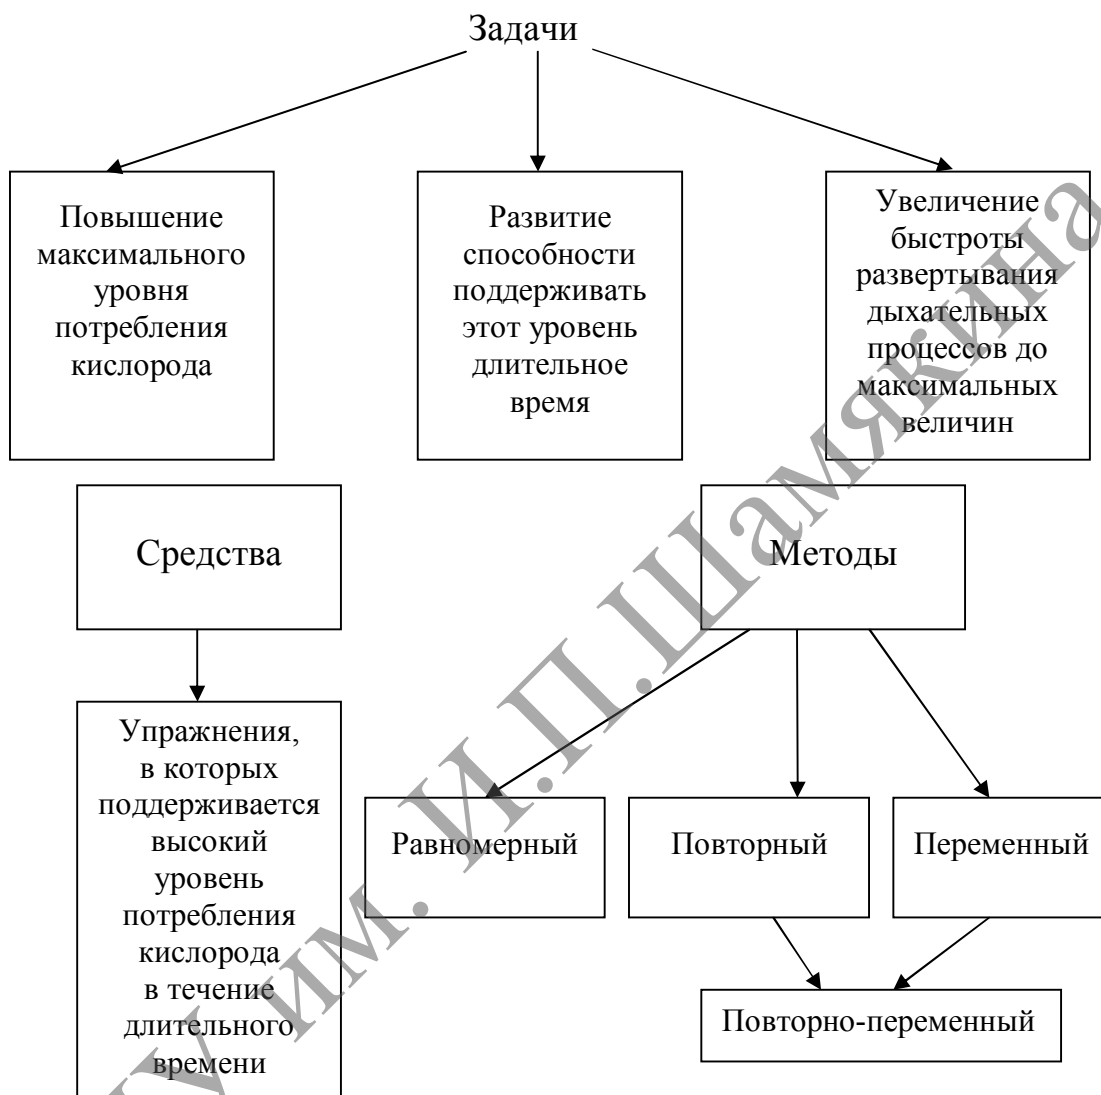 Задачи
Повышение
максимального
уровня
потребления
кислорода
Развитие
способности
поддерживать
этот уровень
длительное
время
Увеличение
быстроты
развертывания
дыхательных
процессов до
максимальных
величин
Средства
Методы
Упражнения,
в которых
поддерживается
высокий
уровень
потребления
кислорода
в течение
длительного
времени
Равномерный
Повторный
Переменный
Повторно-переменный
им. И.П.Шамякина